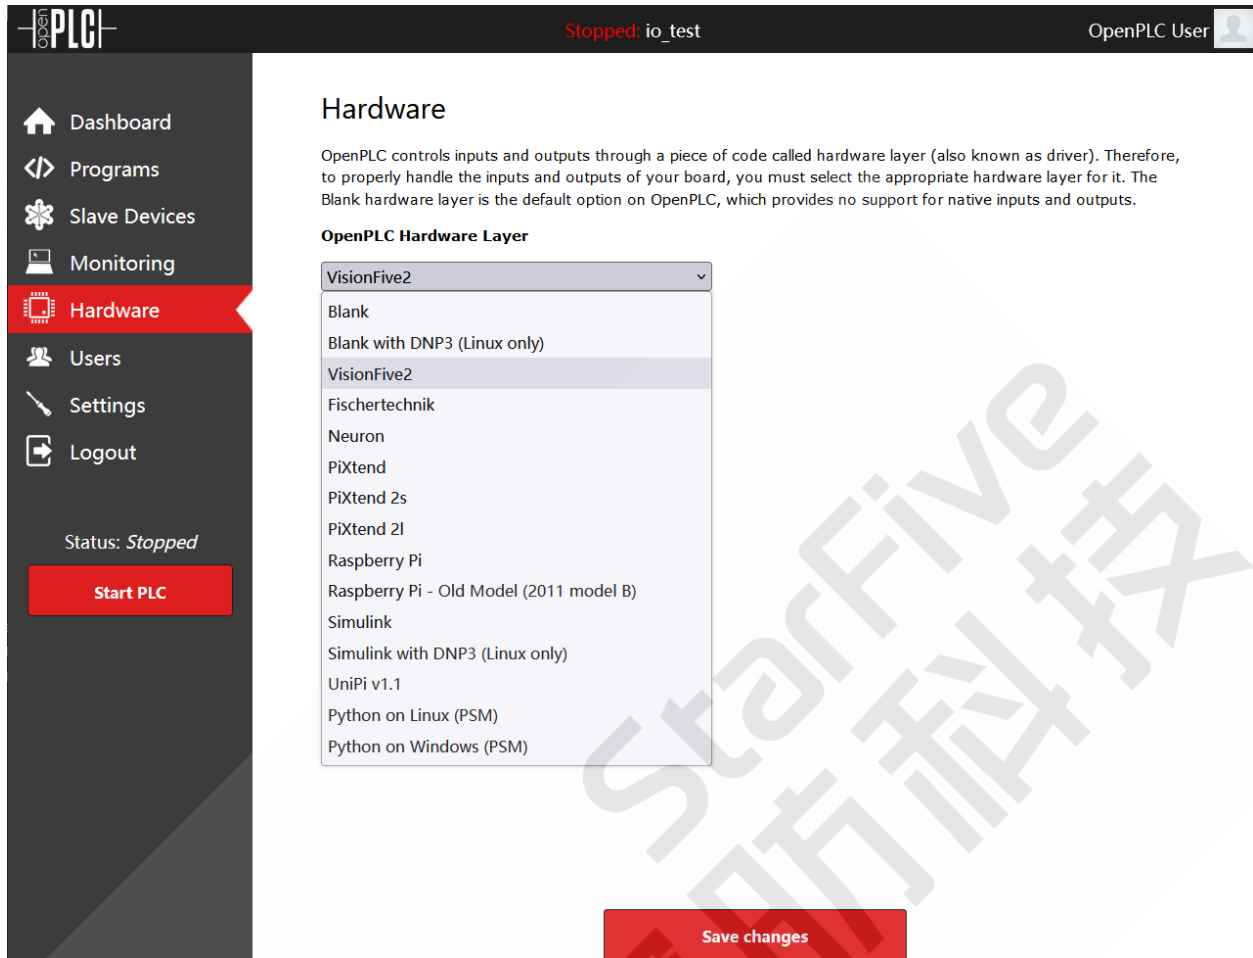 open
PLC
Stopped: io_test
OpenPLC User
Dashboard
Programs
Slave Devices
Monitoring
Hardware
Users
Settings
Logout
Status: Stopped
Start PLC
Hardware
OpenPLC controls inputs and outputs through a piece of code called hardware layer (also known as driver). Therefore,
to properly handle the inputs and outputs of your board, you must select the appropriate hardware layer for it. The
Blank hardware layer is the default option on OpenPLC, which provides no support for native inputs and outputs.
OpenPLC Hardware Layer
VisionFive2
Blank
Blank with DNP3 (Linux only)
VisionFive2
Fischertechnik
Neuron
PiXtend
PiXtend 2s
PiXtend 2l
Raspberry Pi
Raspberry Pi - Old Model (2011 model B)
Simulink
Simulink with DNP3 (Linux only)
UniPi v1.1
Python on Linux (PSM)
Python on Windows (PSM)
Save changes
StarFive
昉科技